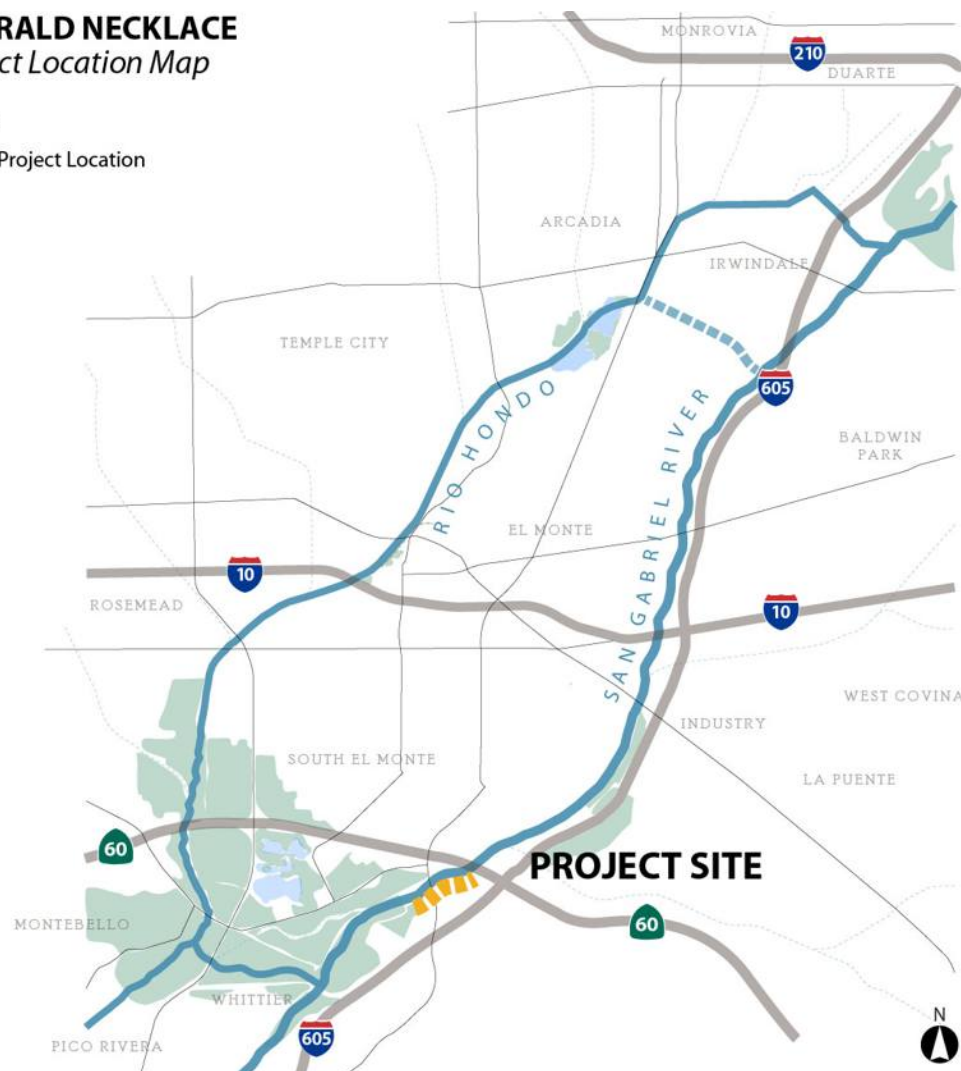 RALD NECKLACE
ct Location Map
Project Location
MONROVIA
210
DUARTE
ARCADIA
IRWINDALE
TEMPLE CITY
605
RIO HONDO
SAN GABRIEL RIVER
BALDWIN
PARK
EL MONTE
10
ROSEMEAD
10
WEST COVINA
INDUSTRY
SOUTH EL MONTE
LA PUENTE
60
PROJECT SITE
MONTEBELLO
60
WHITTIER
N
605
PICO RIVERA